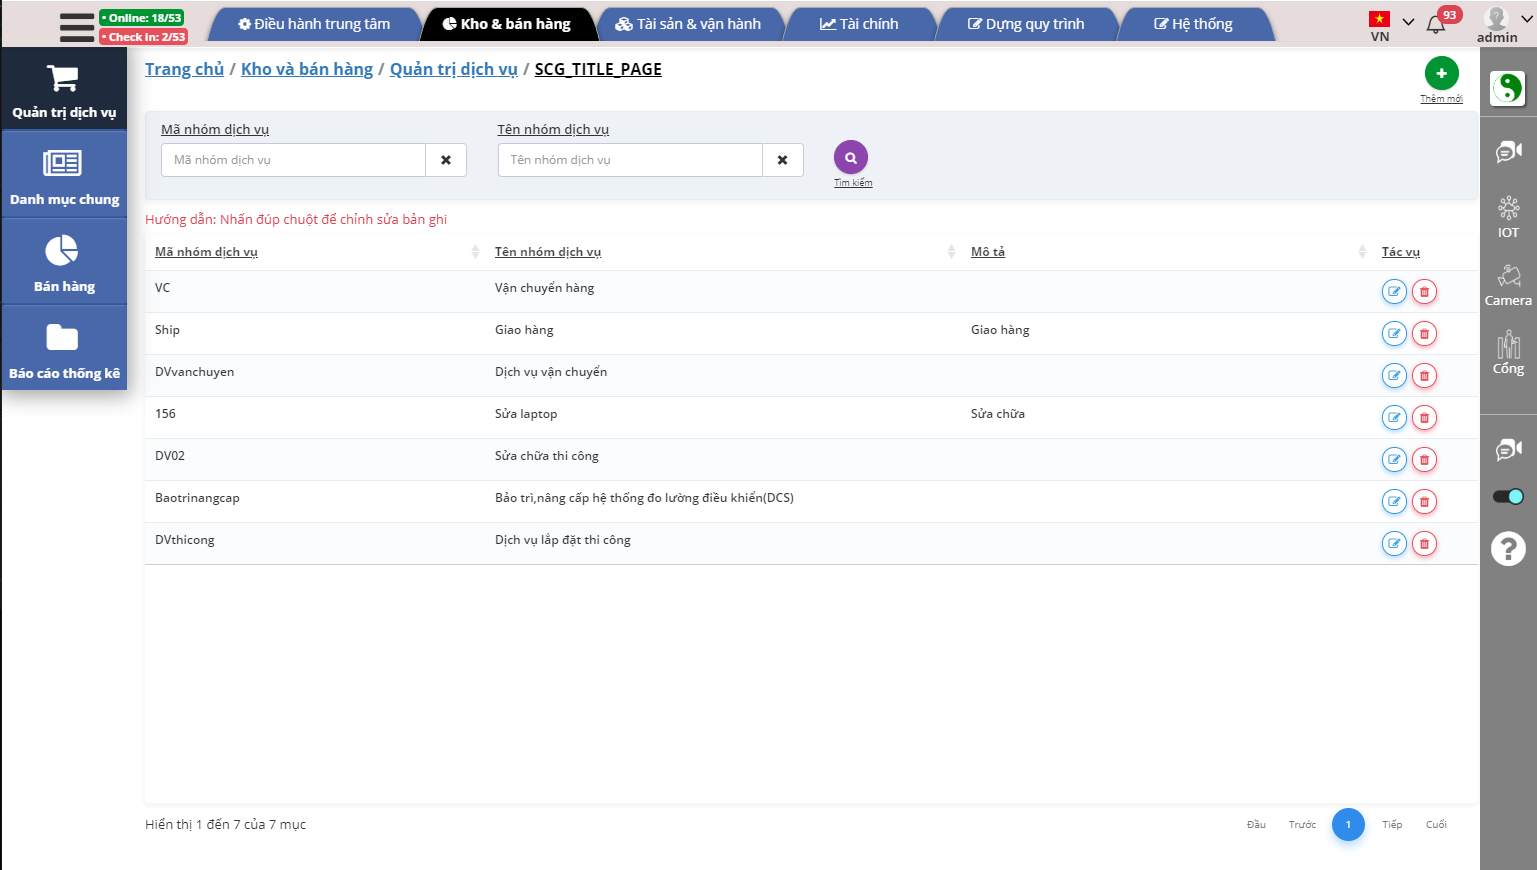 • Online: 18/53
• Check in: 2/53
Điều hành trung tâm
Kho & bán hàng
Tài sản & vận hành
Tài chính
Dựng quy trình
Hệ thống
VN
93
admin
Quản trị dịch vụ
Danh mục chung
Bán hàng
Báo cáo thống kê
Trang chủ / Kho và bán hàng / Quản trị dịch vụ / SCG_TITLE_PAGE
Thêm mới
Mã nhóm dịch vụ
Tên nhóm dịch vụ
Mã nhóm dịch vụ
Tên nhóm dịch vụ
Tìm kiếm
Hướng dẫn: Nhấn đúp chuột để chỉnh sửa bản ghi
Mã nhóm dịch vụ Tên nhóm dịch vụ Mô tả Tác vụ
VC Vận chuyển hàng
Ship Giao hàng Giao hàng
DVvanchuyen Dịch vụ vận chuyển
156 Sửa laptop Sửa chữa
DV02 Sửa chữa thi công
Baotrinangcap Bảo trì,nâng cấp hệ thống đo lường điều khiển(DCS)
DVthicong Dịch vụ lắp đặt thi công
Hiển thị 1 đến 7 của 7 mục
Đầu Trước 1 Tiếp Cuối
IOT
Camera
Cổng